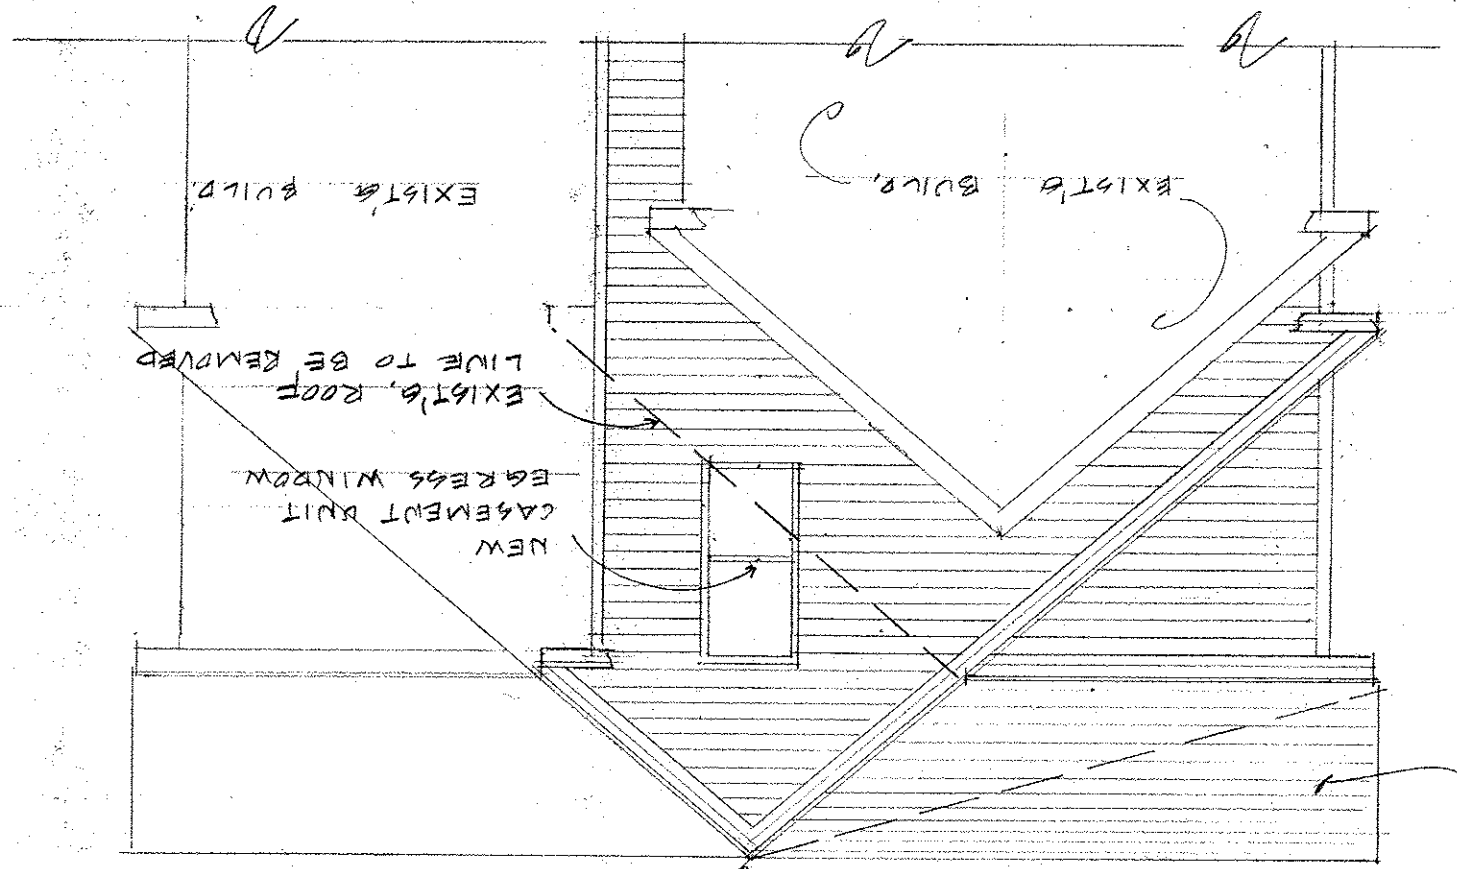 NEW
CASEMENT UNIT
EGRESS WINDOW
EXIST'G, ROOF
LINE TO BE REMOVED
EXIST'G BUILD,
EXIST'G BUILD.